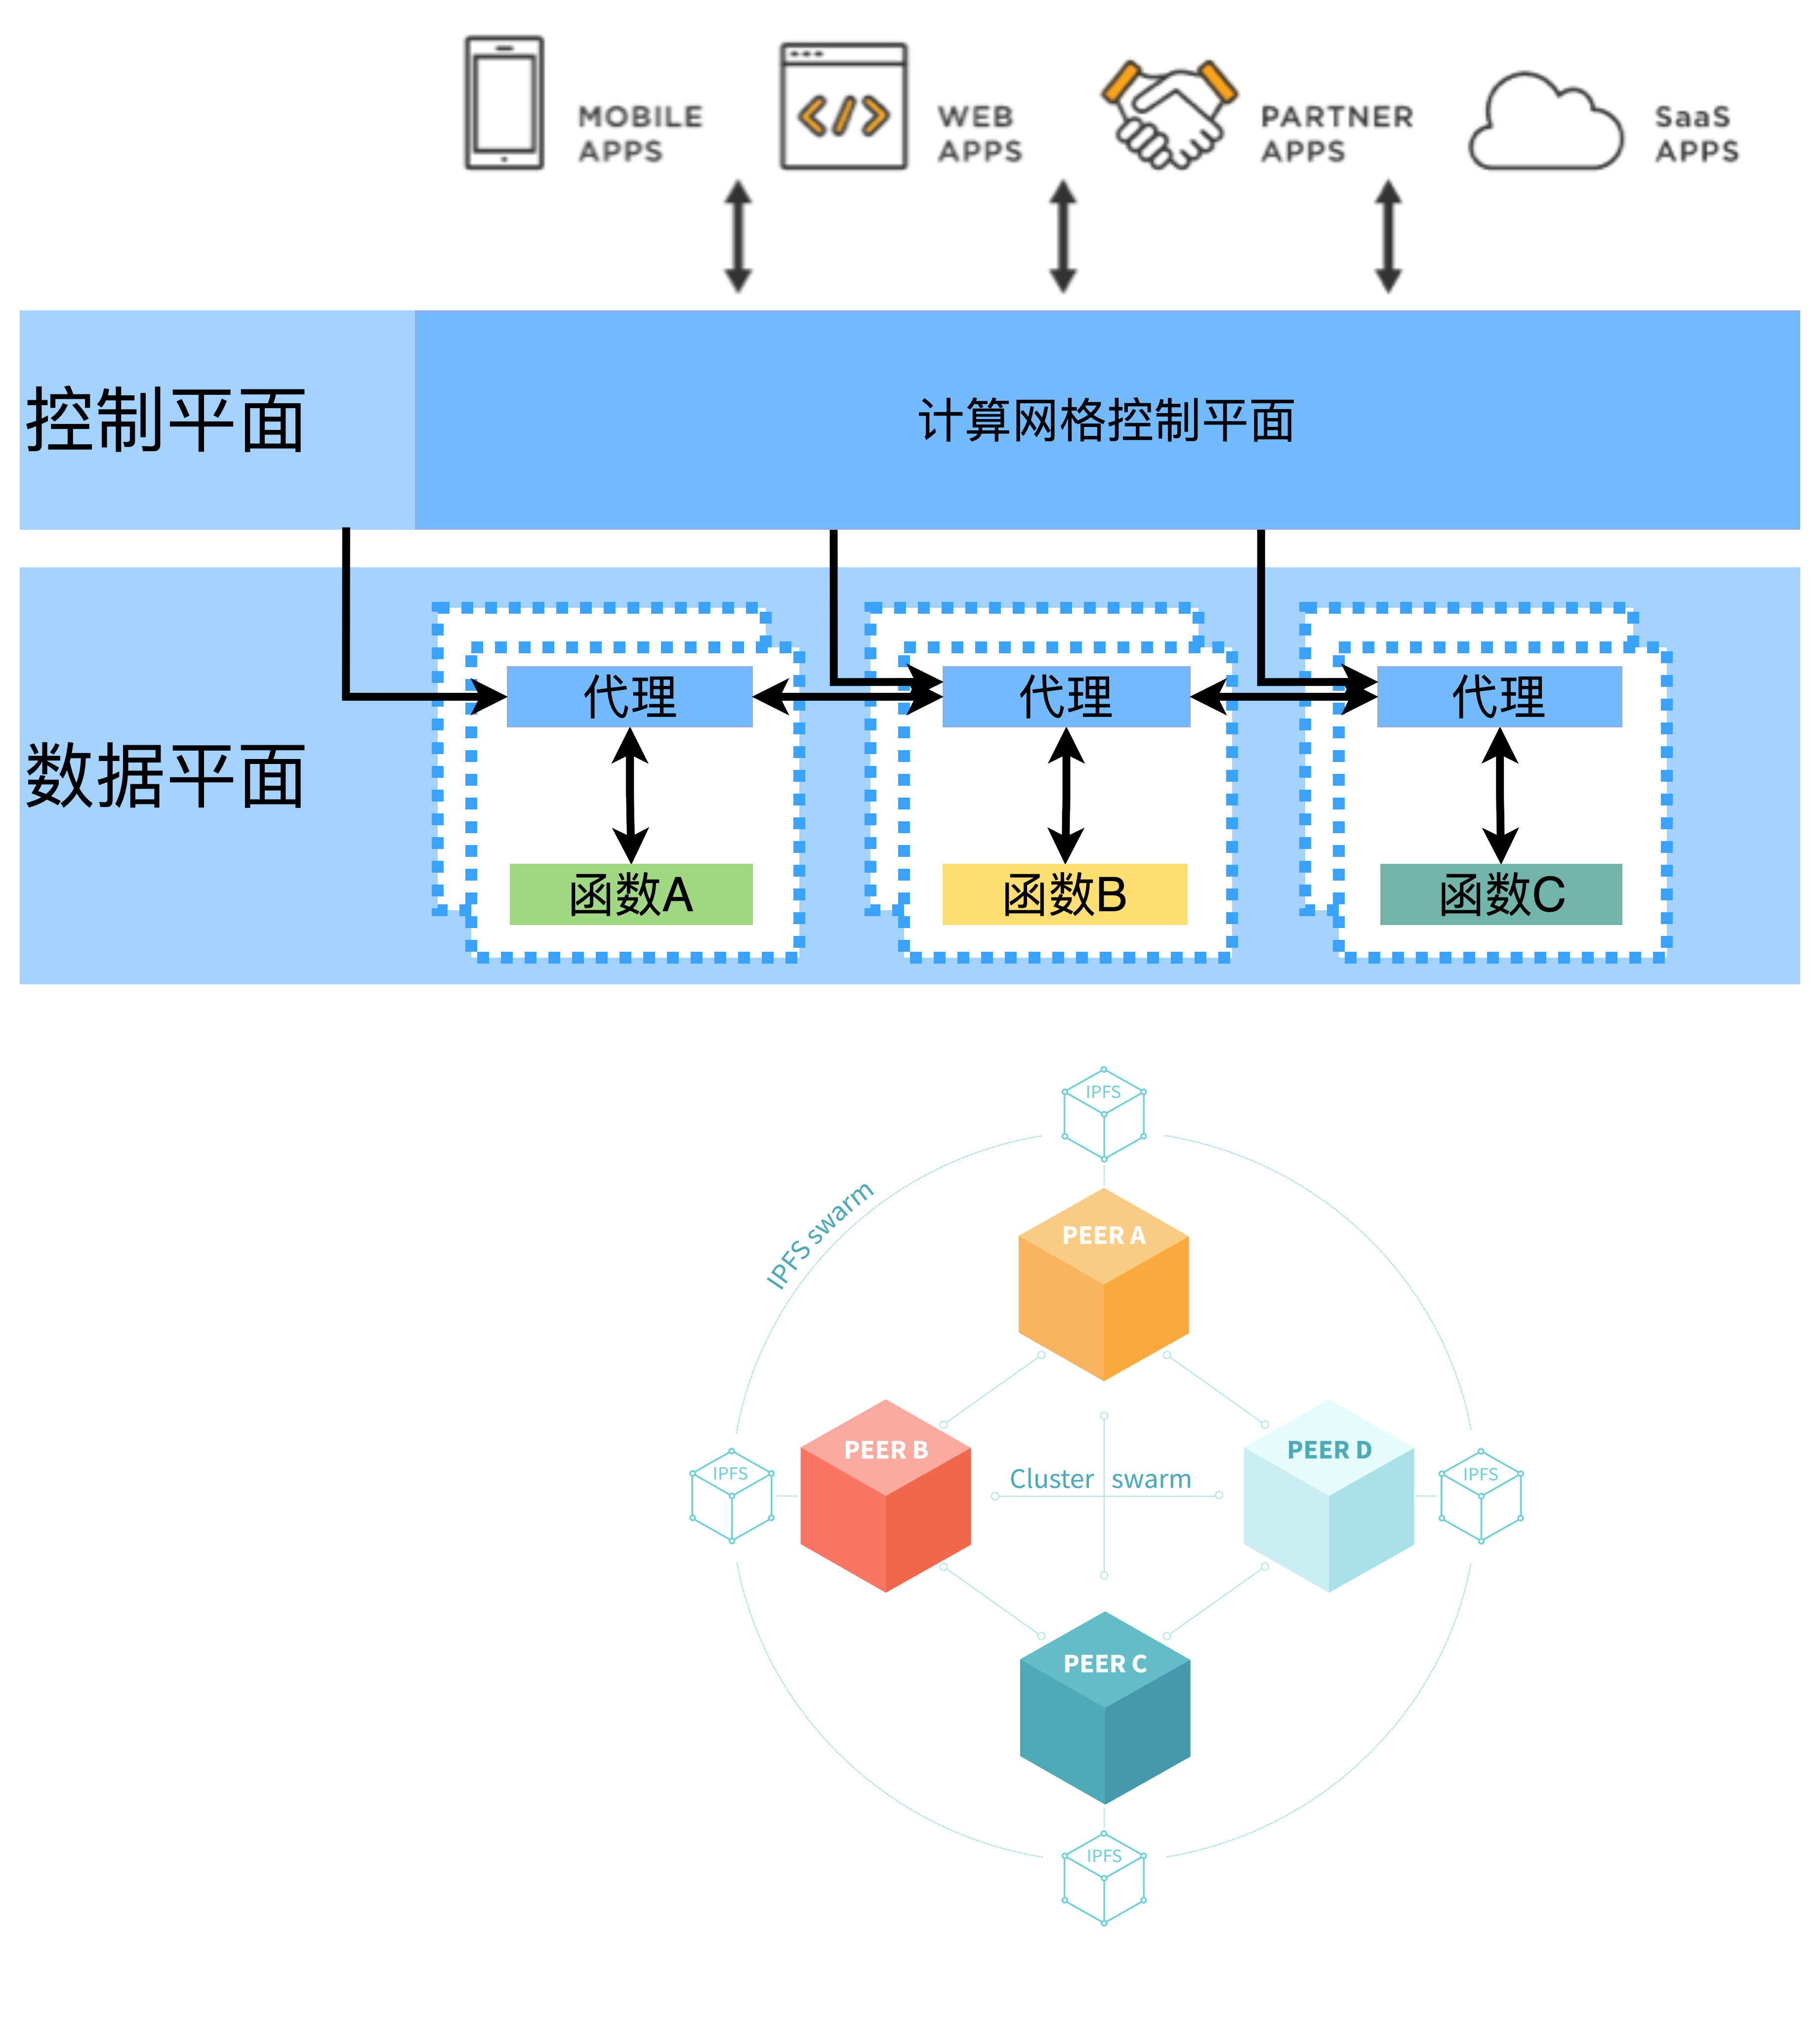 MOBILE
APPS
WEB
APPS
PARTNER
APPS
SaaS
APPS
控制平面
计算网格控制平面
数据平面
代理
代理
代理
函数A
函数B
函数C
IPFS
IPFS swarm
PEER A
PEER B
PEER D
IPFS
Cluster swarm
IPFS
PEER C
IPFS